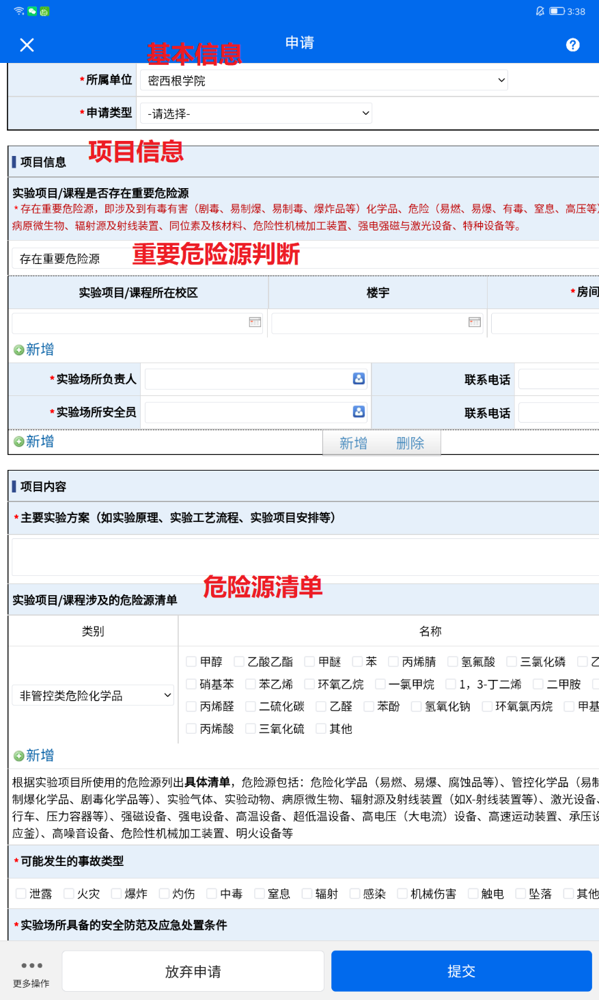 3:38
申请
基本信息
*所属单位 密西根学院
*申请类型 -请选择-
项目信息
项目信息
实验项目/课程是否存在重要危险源
*存在重要危险源，即涉及到有毒有害（剧毒、易制爆、易制毒、爆炸品等）化学品、危险（易燃、易爆、有毒、窒息、高压等）
病原微生物、辐射源及射线装置、同位素及核材料、危险性机械加工装置、强电强磁与激光设备、特种设备等。
存在重要危险源
重要危险源判断
实验项目/课程所在校区 楼宇 *房间
新增
*实验场所负责人 联系电话
*实验场所安全员 联系电话
新增 新增 删除
项目内容
*主要实验方案（如实验原理、实验工艺流程、实验项目安排等）
危险源清单
实验项目/课程涉及的危险源清单
类别 名称
甲醇 乙酸乙酯 甲醚 苯 丙烯腈 氢氟酸 三氯化磷 乙
硝基苯 苯乙烯 环氧乙烷 一氯甲烷 1，3-丁二烯 二甲胺
非管控类危险化学品
丙烯醛 二硫化碳 乙醛 苯酚 氢氧化钠 环氧氯丙烷 甲基
丙烯酸 三氧化硫 其他
新增
根据实验项目所使用的危险源列出具体清单，危险源包括：危险化学品（易燃、易爆、腐蚀品等）、管控化学品（易制
制爆化学品、剧毒化学品等）、实验气体、实验动物、病原微生物、辐射源及射线装置（如X-射线装置等）、激光设备、
行车、压力容器等）、强磁设备、强电设备、高温设备、超低温设备、高电压（大电流）设备、高速运动装置、承压设
应釜）、高噪音设备、危险性机械加工装置、明火设备等
*可能发生的事故类型
泄露 火灾 爆炸 灼伤 中毒 窒息 辐射 感染 机械伤害 触电 坠落 其他
*实验场所具备的安全防范及应急处置条件
更多操作 放弃申请 提交